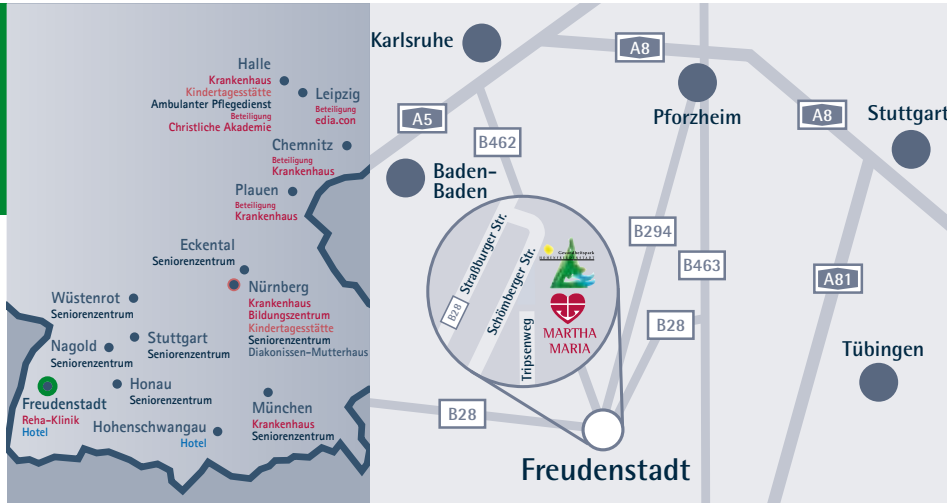 Halle
Krankenhaus
Kindertagesstätte
Ambulanter Pflegedienst
Beteiligung
Christliche Akademie
Leipzig
Beteiligung
edia.con
Chemnitz
Beteiligung
Krankenhaus
Plauen
Beteiligung
Krankenhaus
Eckental
Seniorenzentrum
Nürnberg
Krankenhaus
Bildungszentrum
Kindertagesstätte
Seniorenzentrum
Diakonissen-Mutterhaus
Wüstenrot
Seniorenzentrum
Stuttgart
Seniorenzentrum
Nagold
Seniorenzentrum
Honau
Seniorenzentrum
Freudenstadt
Reha-Klinik
Hotel
München
Krankenhaus
Seniorenzentrum
Hohenschwangau
Hotel
Karlsruhe
A8
Pforzheim
A5
A8
Stuttgart
B462
Baden-
Baden
B294
B463
A81
B28
Straßburger Str.
Schömberger Str.
Tripsenweg
Gesundheitspark
HOHENFREUDENSTADT
MARTHA
MARIA
B28
Tübingen
B28
Freudenstadt